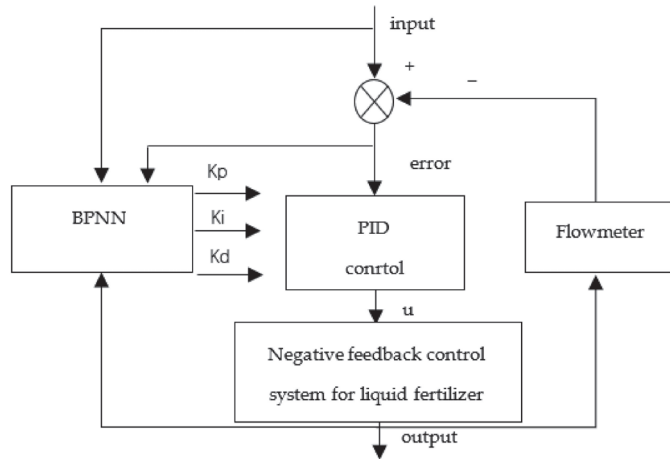 input
+
−
error
Kp
BPNN
Ki
Kd
PID
conrtol
Flowmeter
u
Negative feedback control
system for liquid fertilizer
output